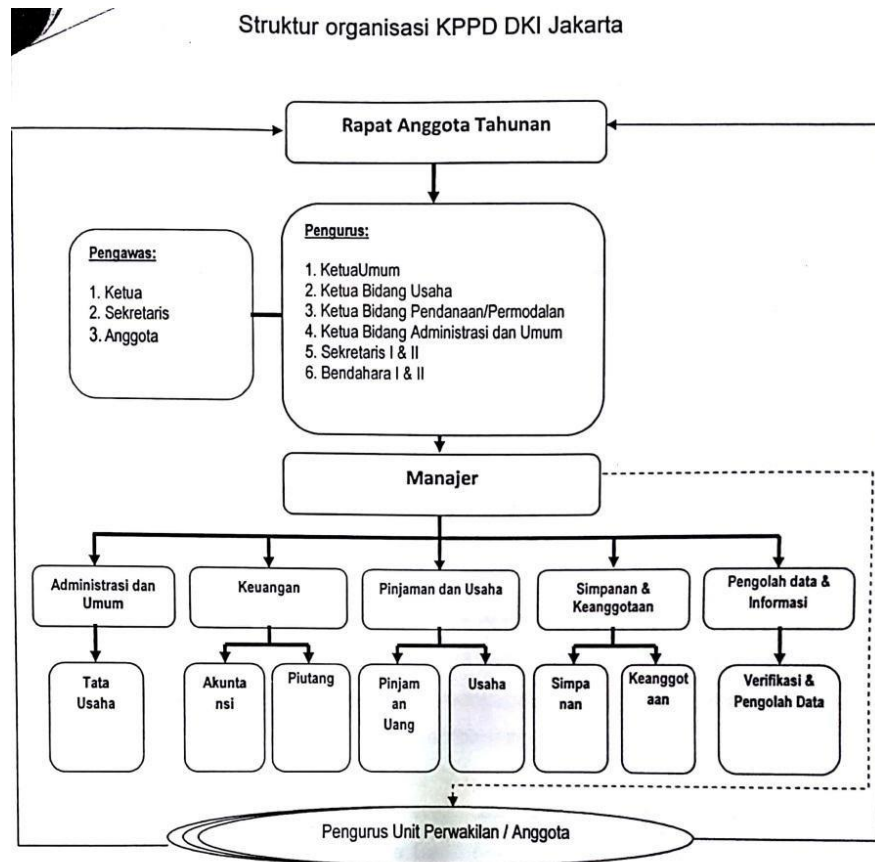 Struktur organisasi KPPD DKI Jakarta
Rapat Anggota Tahunan
Pengawas:
1. Ketua
2. Sekretaris
3. Anggota
Pengurus:
1. KetuaUmum
2. Ketua Bidang Usaha
3. Ketua Bidang Pendanaan/Permodalan
4. Ketua Bidang Administrasi dan Umum
5. Sekretaris I & II
6. Bendahara I & II
Manajer
Administrasi dan
Umum
Keuangan
Pinjaman dan Usaha
Simpanan &
Keanggotaan
Pengolah data &
Informasi
Tata
Usaha
Akunta
nsi
Piutang
Pinjam
an
Uang
Usaha
Simpa
nan
Keanggot
aan
Verifikasi &
Pengolah Data
Pengurus Unit Perwakilan / Anggota